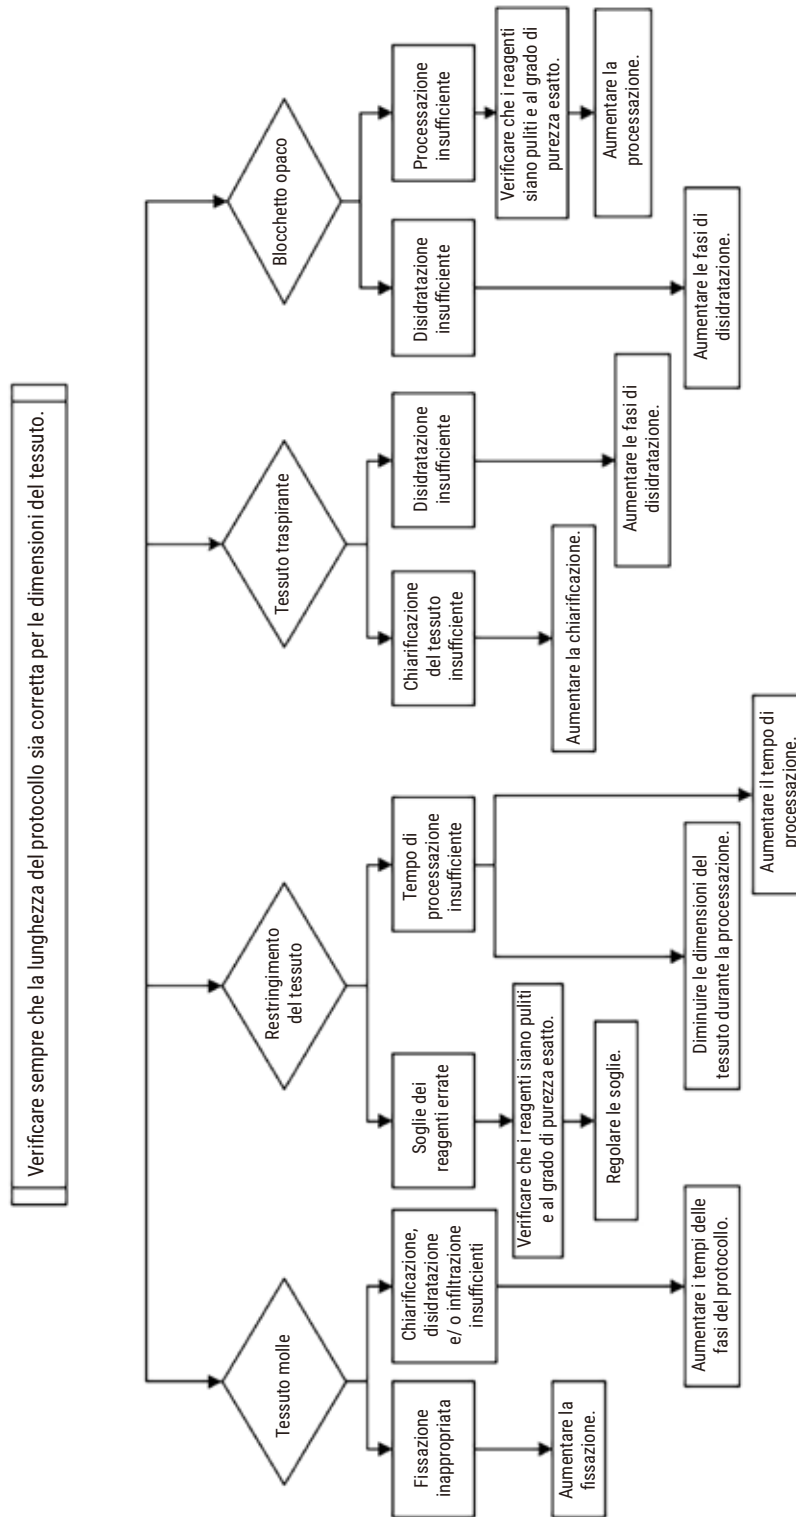 Verificare sempre che la lunghezza del protocollo sia corretta per le dimensioni del tessuto.
Tessuto molle
Restringimento
del tessuto
Tessuto traspirante
Blocchetto opaco
Fissazione
inappropriata
Chiarificazione,
disidratazione
e/ o infiltrazione
insufficienti
Soglie dei
reagenti errate
Tempo di
processazione
insufficiente
Chiarificazione
del tessuto
insufficiente
Disidratazione
insufficiente
Disidratazione
insufficiente
Processazione
insufficiente
Aumentare la
fissazione.
Aumentare i tempi delle
fasi del protocollo.
Verificare che i reagenti siano puliti
e al grado di purezza esatto.
Regolare le soglie.
Diminuire le dimensioni del
tessuto durante la processazione.
Aumentare il tempo di
processazione.
Aumentare la chiarificazione.
Aumentare le fasi di
disidratazione.
Aumentare le fasi di
disidratazione.
Verificare che i reagenti
siano puliti e al grado di
purezza esatto.
Aumentare la
processazione.